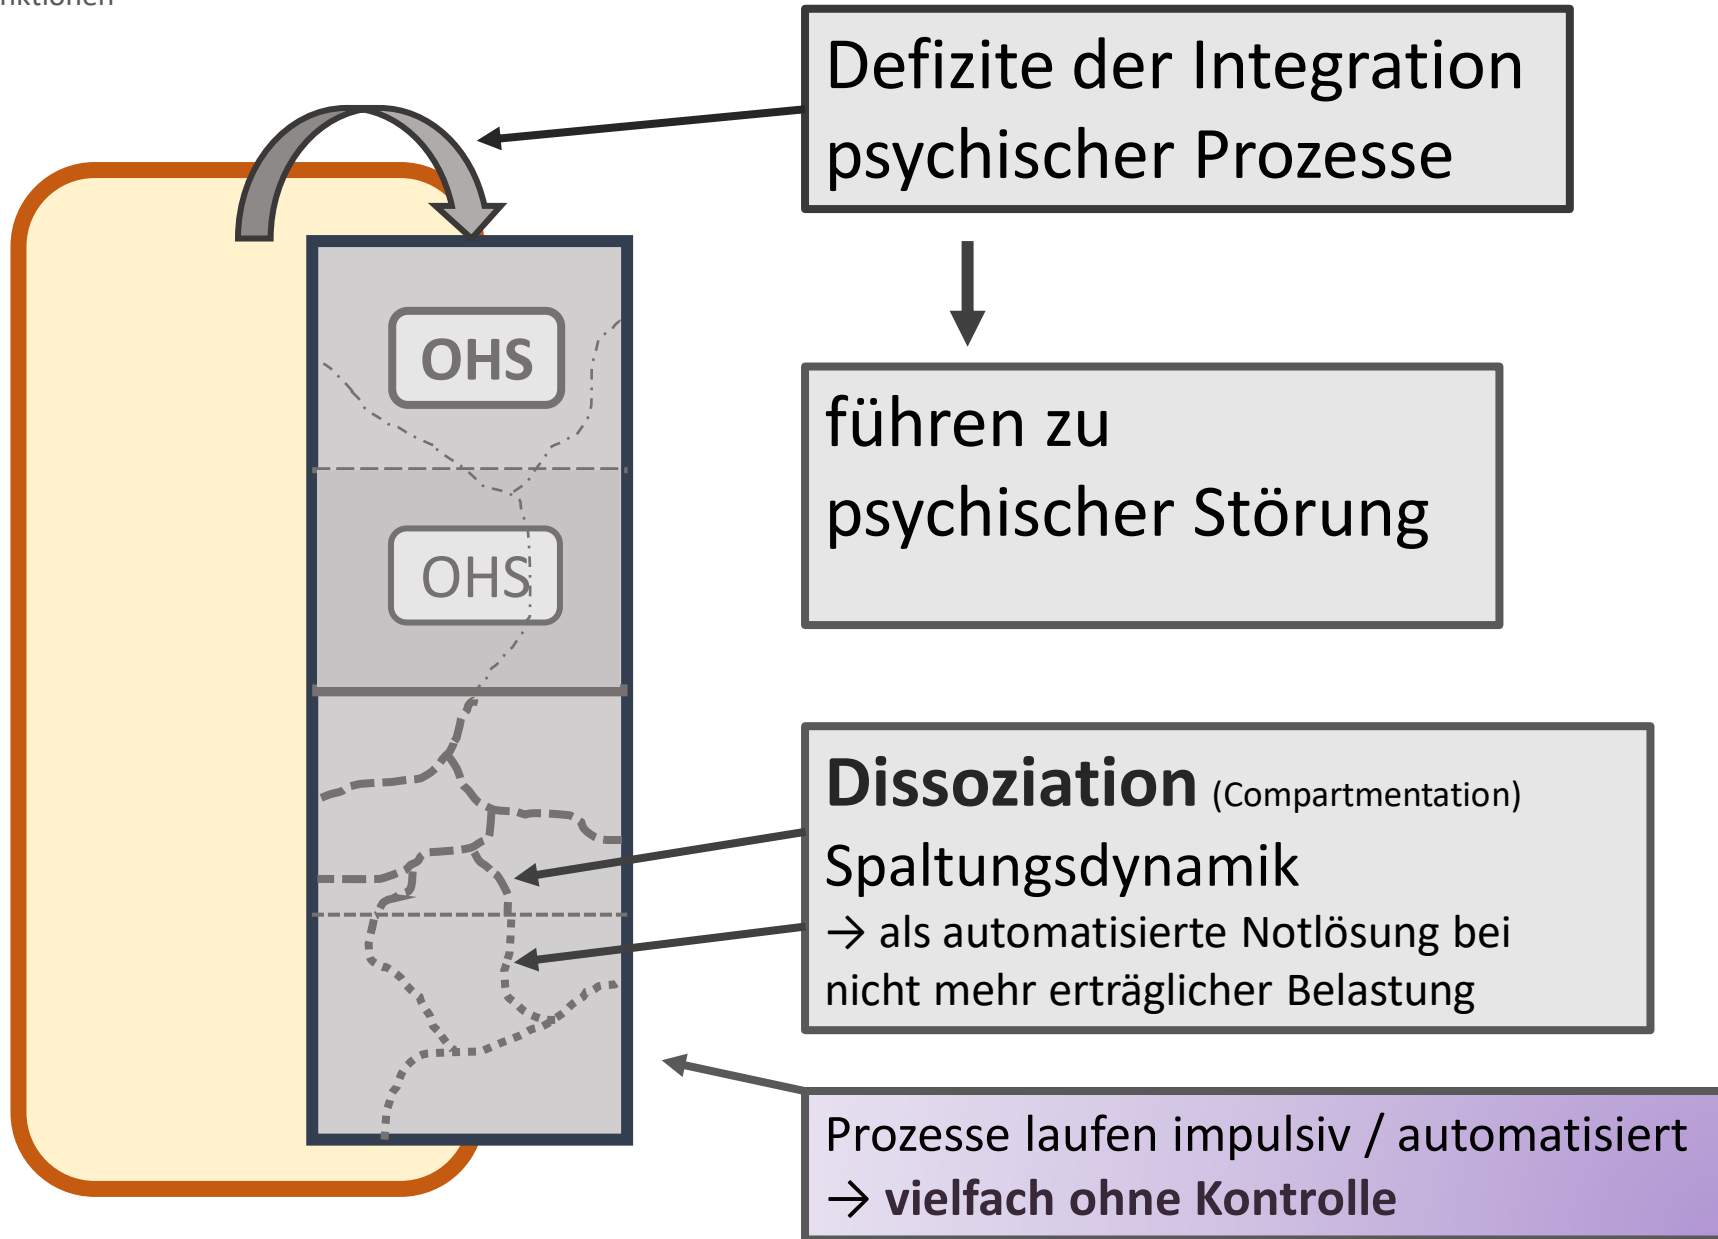 Defizite der Integration
psychischer Prozesse
OHS
führen zu
psychischer Störung
OHS
Dissoziation (Compartmentation)
Spaltungsdynamik
→ als automatisierte Notlösung bei
nicht mehr erträglicher Belastung
Prozesse laufen impulsiv / automatisiert
→ vielfach ohne Kontrolle